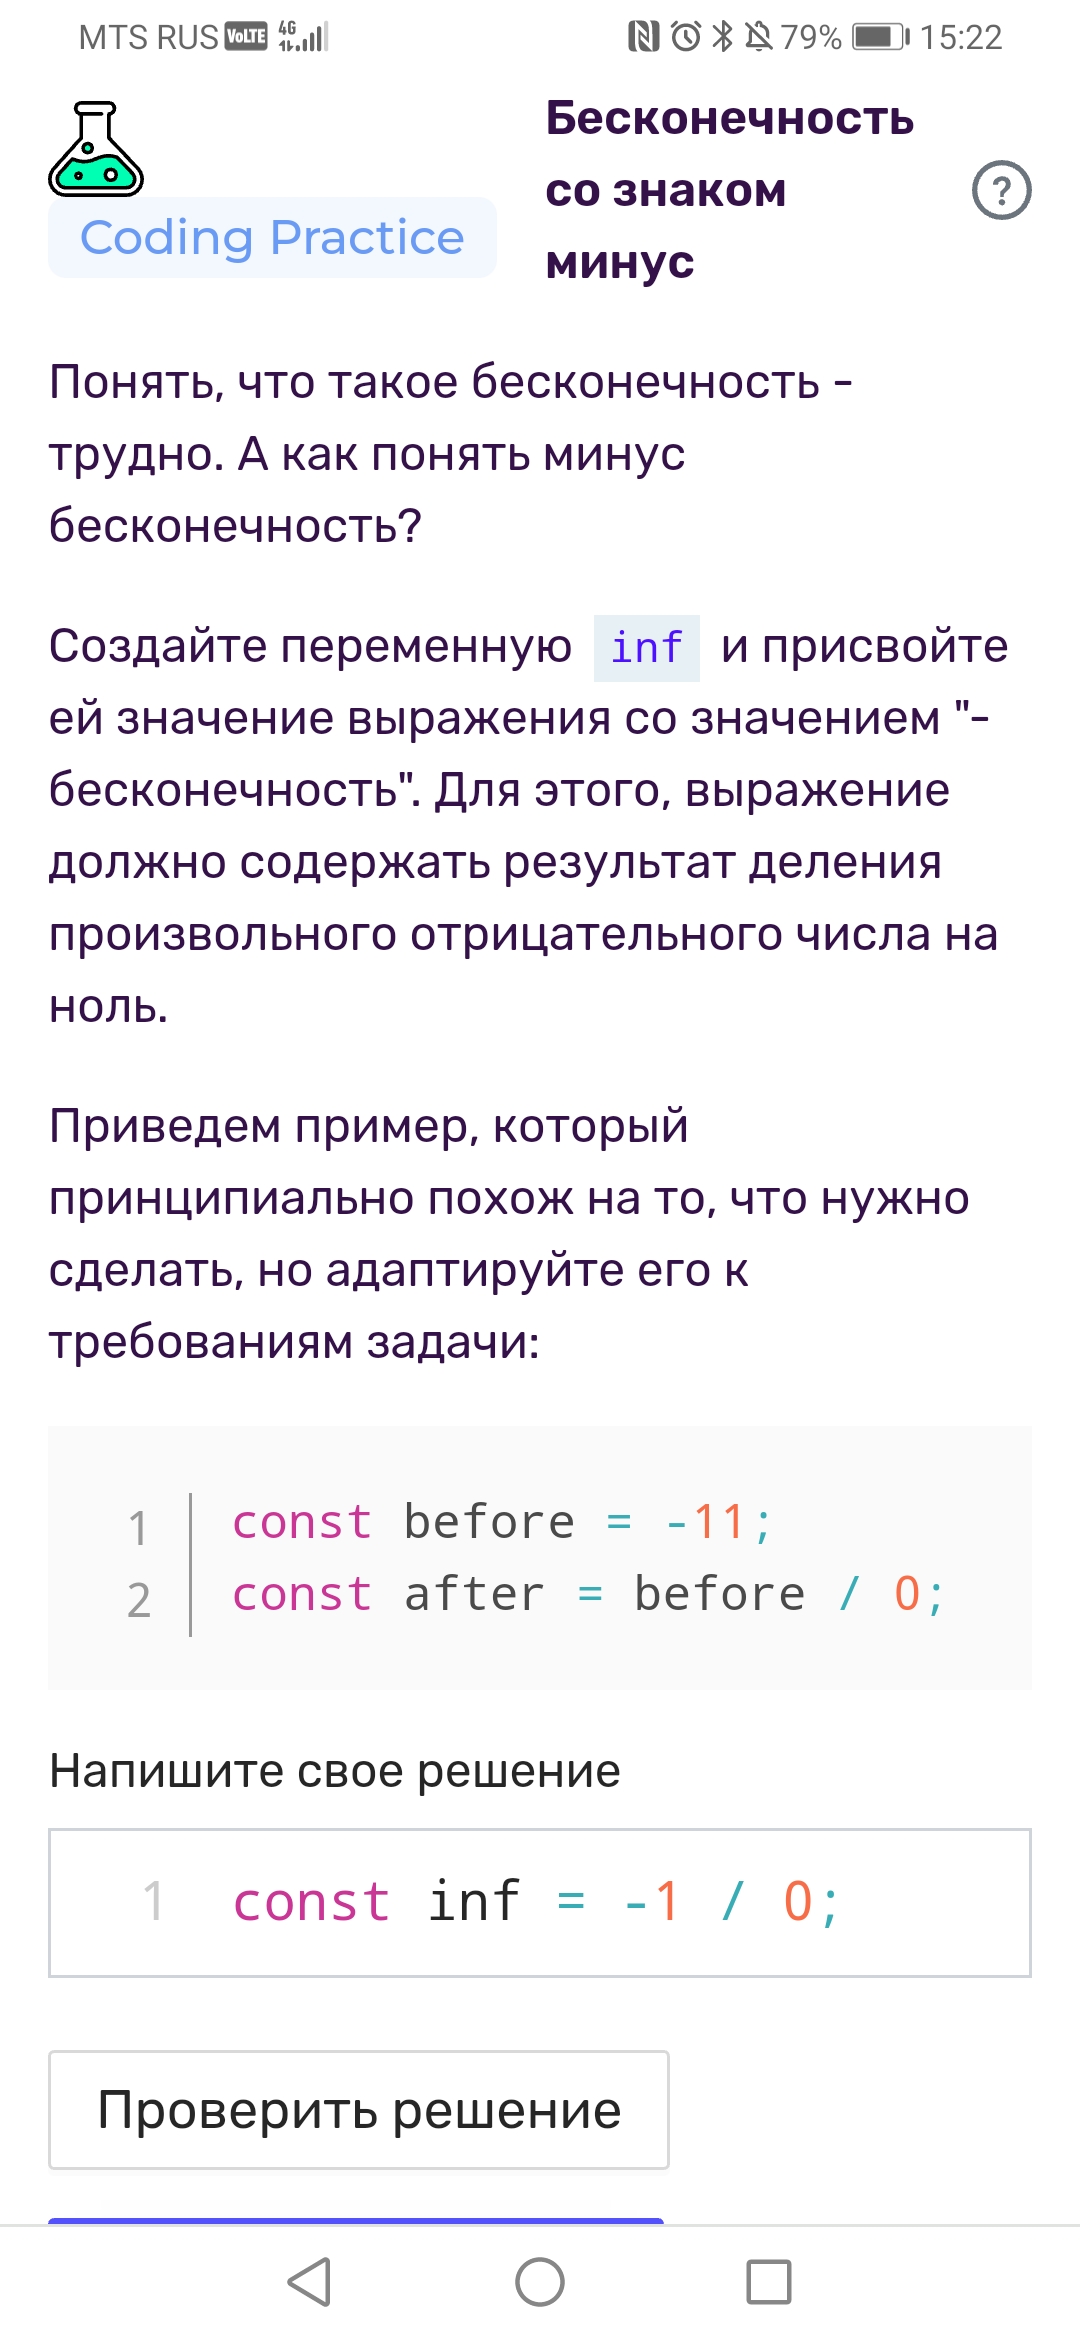 MTS RUS VoLTE 4G 79% 15:22
Бесконечность
со знаком
минус
?
Coding Practice
Понять, что такое бесконечность -
трудно. А как понять минус
бесконечность?
Создайте переменную inf и присвойте
ей значение выражения со значением "-
бесконечность". Для этого, выражение
должно содержать результат деления
произвольного отрицательного числа на
ноль.
Приведем пример, который
принципиально похож на то, что нужно
сделать, но адаптируйте его к
требованиям задачи:
1 const before = -11;
2 const after = before / 0;
Напишите свое решение
1 const inf = -1 / 0;
Проверить решение